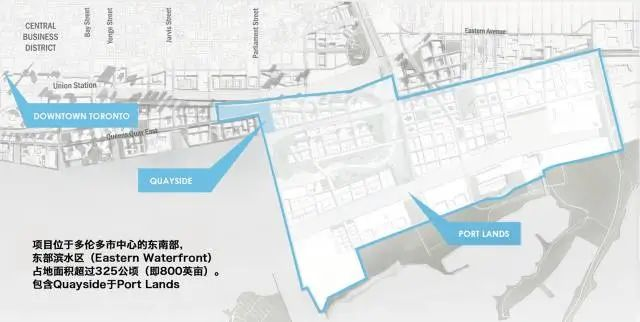 CENTRAL
BUSINESS
DISTRICT
Bay Street
Yonge Street
Jarvis Street
Parliament Street
Eastern Avenue
Union Station
DOWNTOWN TORONTO
Queens Quay East
QUAYSIDE
PORT LANDS
项目位于多伦多市中心的东南部，
东部滨水区（Eastern Waterfront）
占地面积超过325公顷（即800英亩）。
包含Quayside于Port Lands